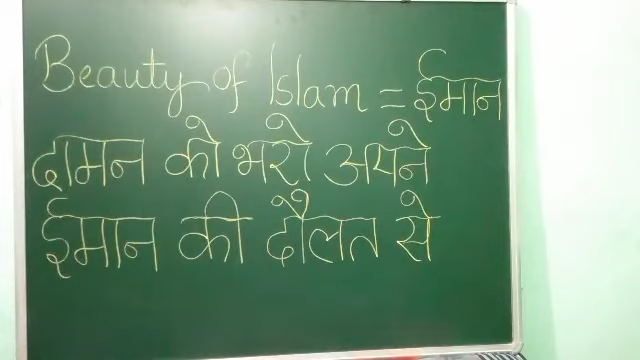 Beauty of Islam = ईमान
दामन को भरो अपने
ईमान की दौलत से